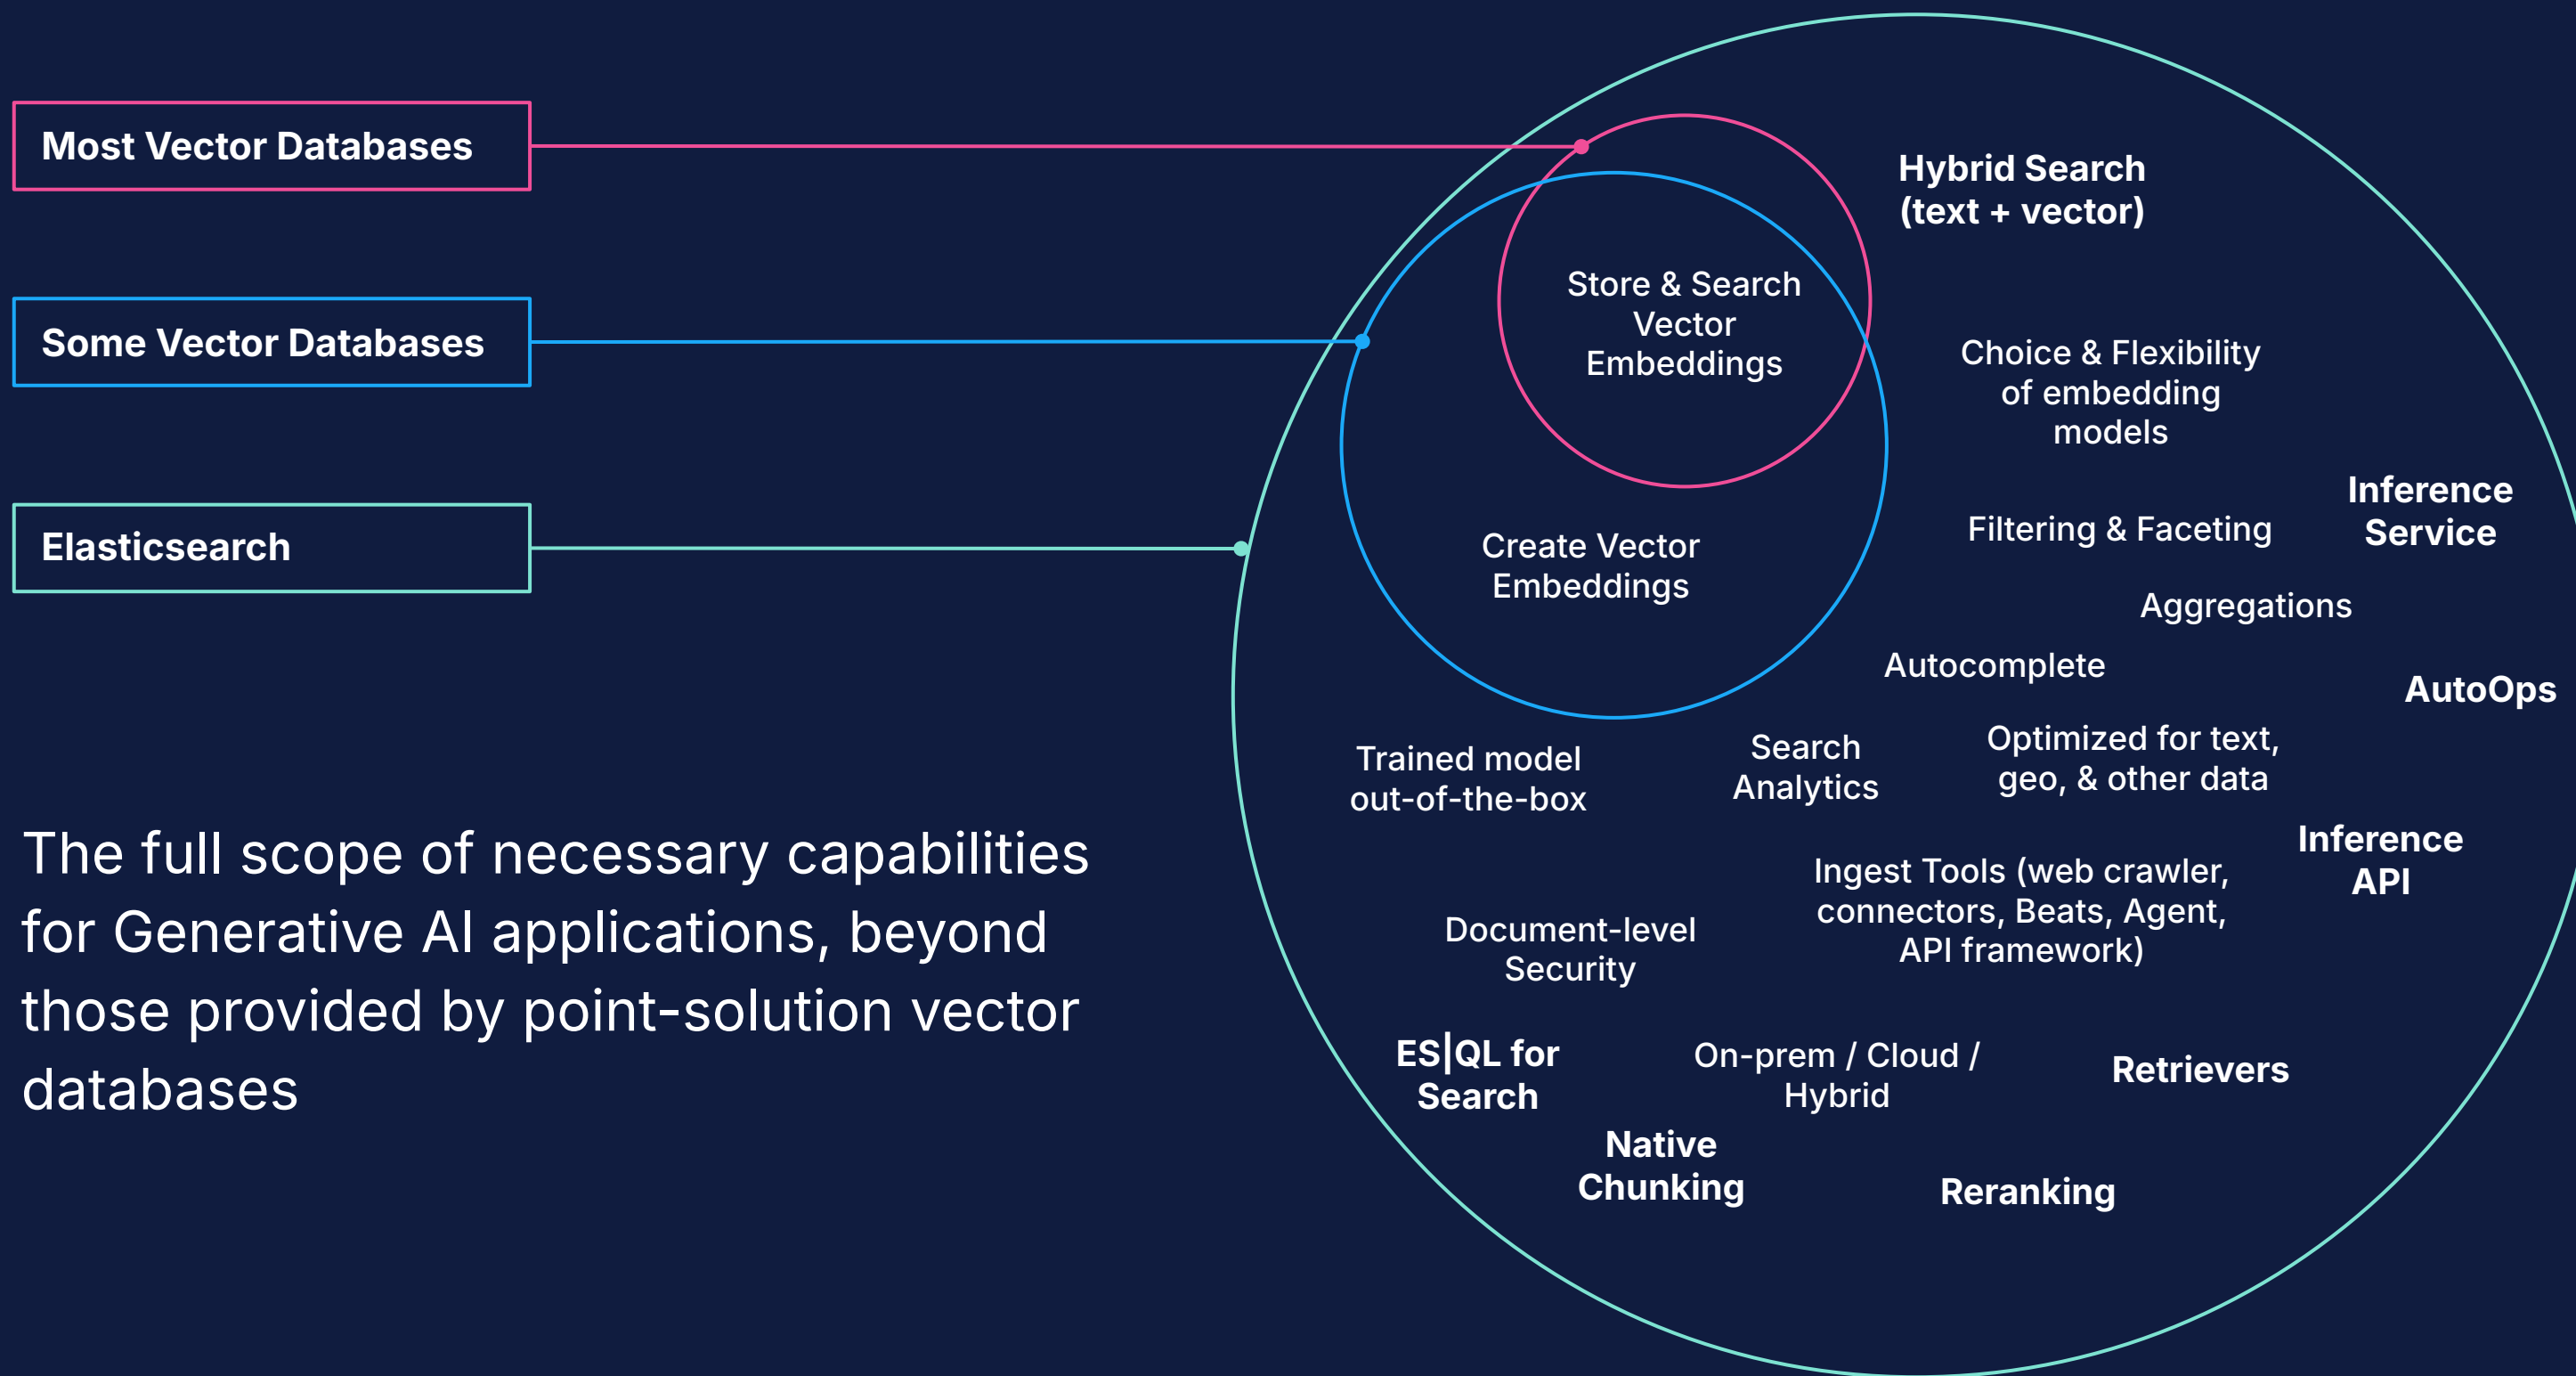 Most Vector Databases
Some Vector Databases
Elasticsearch
The full scope of necessary capabilities
for Generative AI applications, beyond
those provided by point-solution vector
databases
Hybrid Search
(text + vector)
Store & Search
Vector
Embeddings
Choice & Flexibility
of embedding
models
Inference
Service
Filtering & Faceting
Create Vector
Embeddings
Aggregations
Autocomplete
AutoOps
Trained model
out-of-the-box
Search
Analytics
Optimized for text,
geo, & other data
Inference
API
Ingest Tools (web crawler,
connectors, Beats, Agent,
API framework)
Document-level
Security
ES|QL for
Search
On-prem / Cloud /
Hybrid
Retrievers
Native
Chunking
Reranking